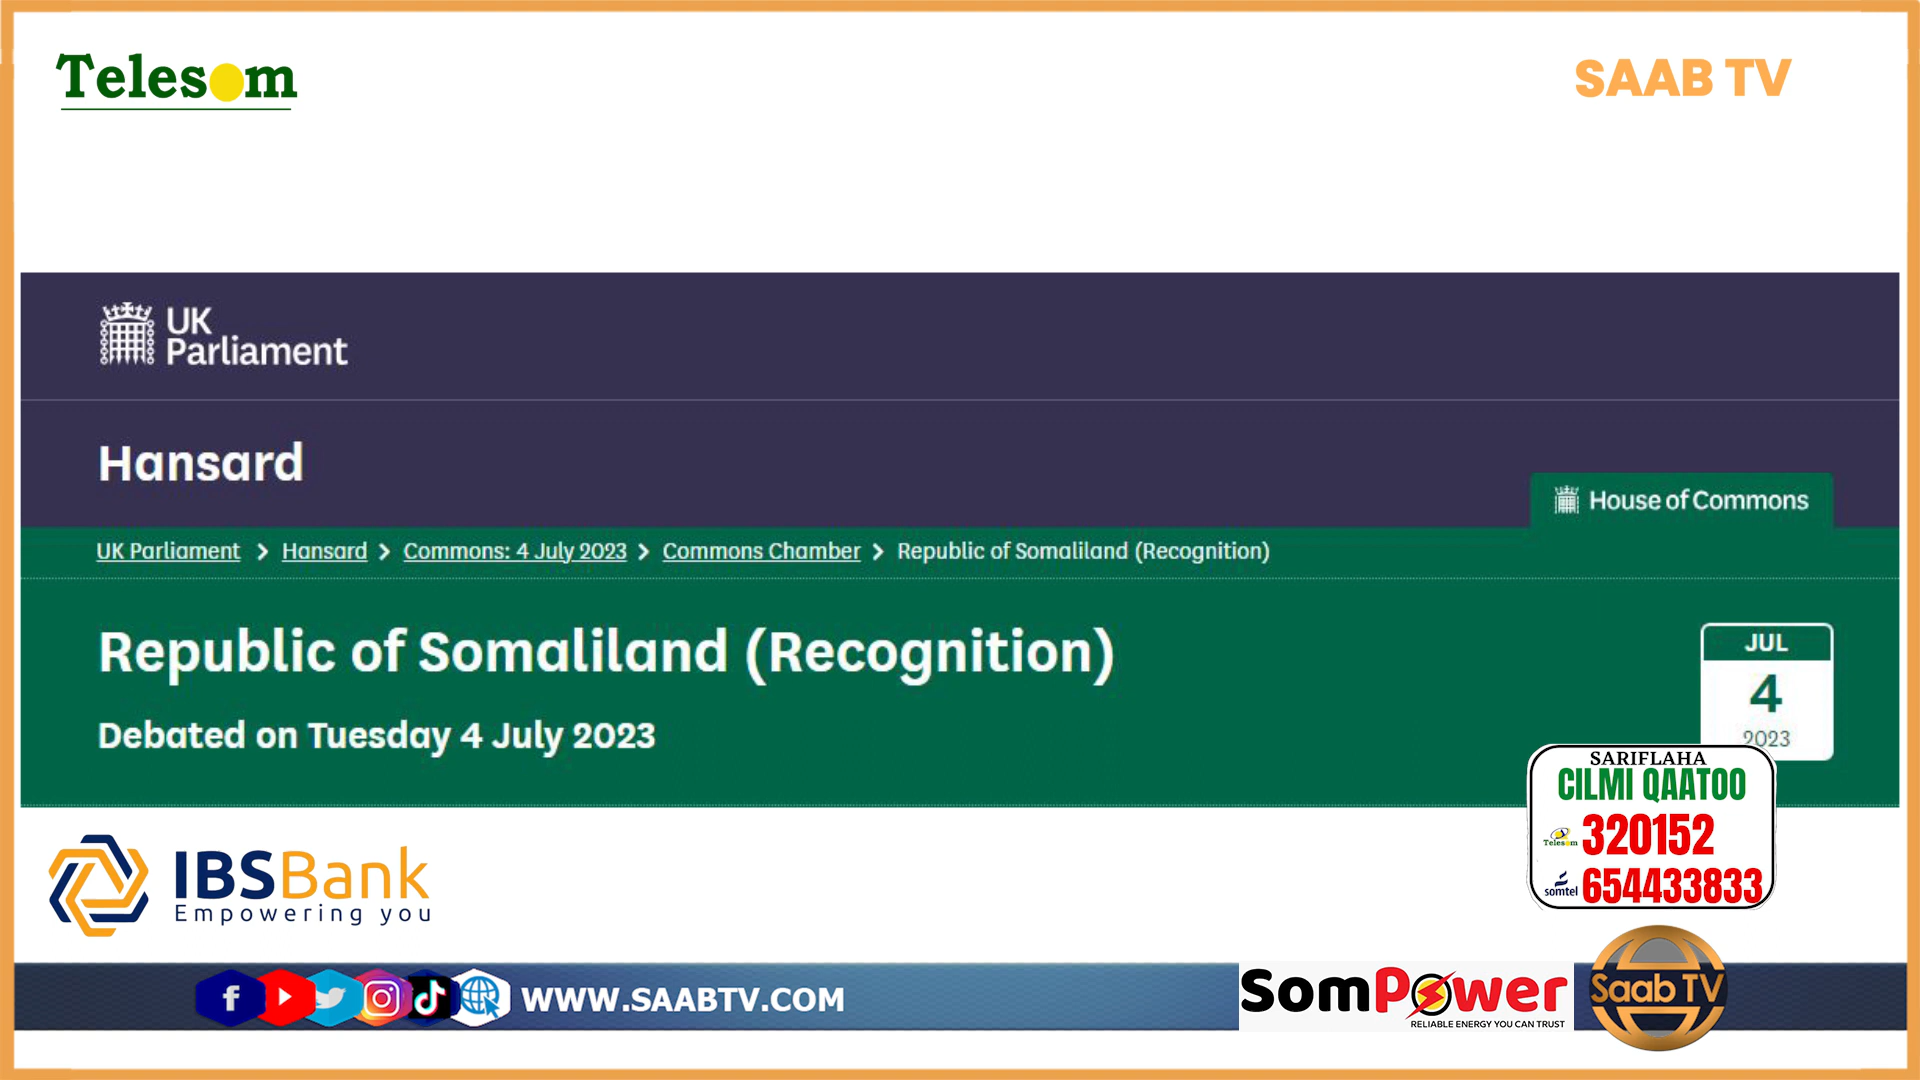 Telesom
SAAB TV
UK
Parliament
Hansard
House of Commons
UK Parliament > Hansard > Commons: 4 July 2023 > Commons Chamber > Republic of Somaliland (Recognition)
Republic of Somaliland (Recognition)
Debated on Tuesday 4 July 2023
JUL
4
2023
SARIFLAHA
CILMI QAATOO
Telesom 320152
somtel 654433833
IBSBank
Empowering you
WWW.SAABTV.COM
SomPower
RELIABLE ENERGY YOU CAN TRUST
Saab TV